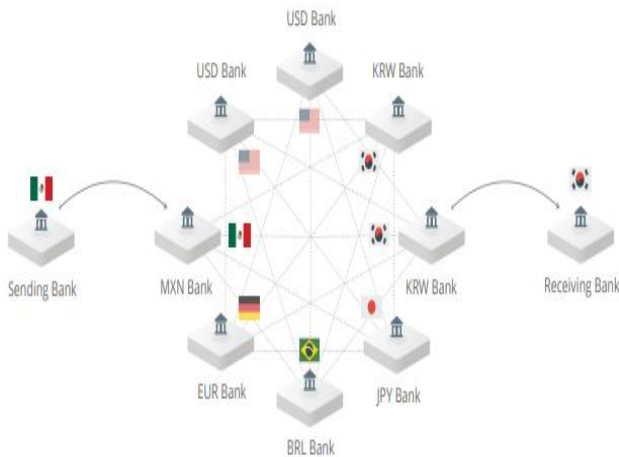 USD Bank
USD Bank
KRW Bank
Sending Bank
MXN Bank
KRW Bank
Receiving Bank
EUR Bank
JPY Bank
BRL Bank